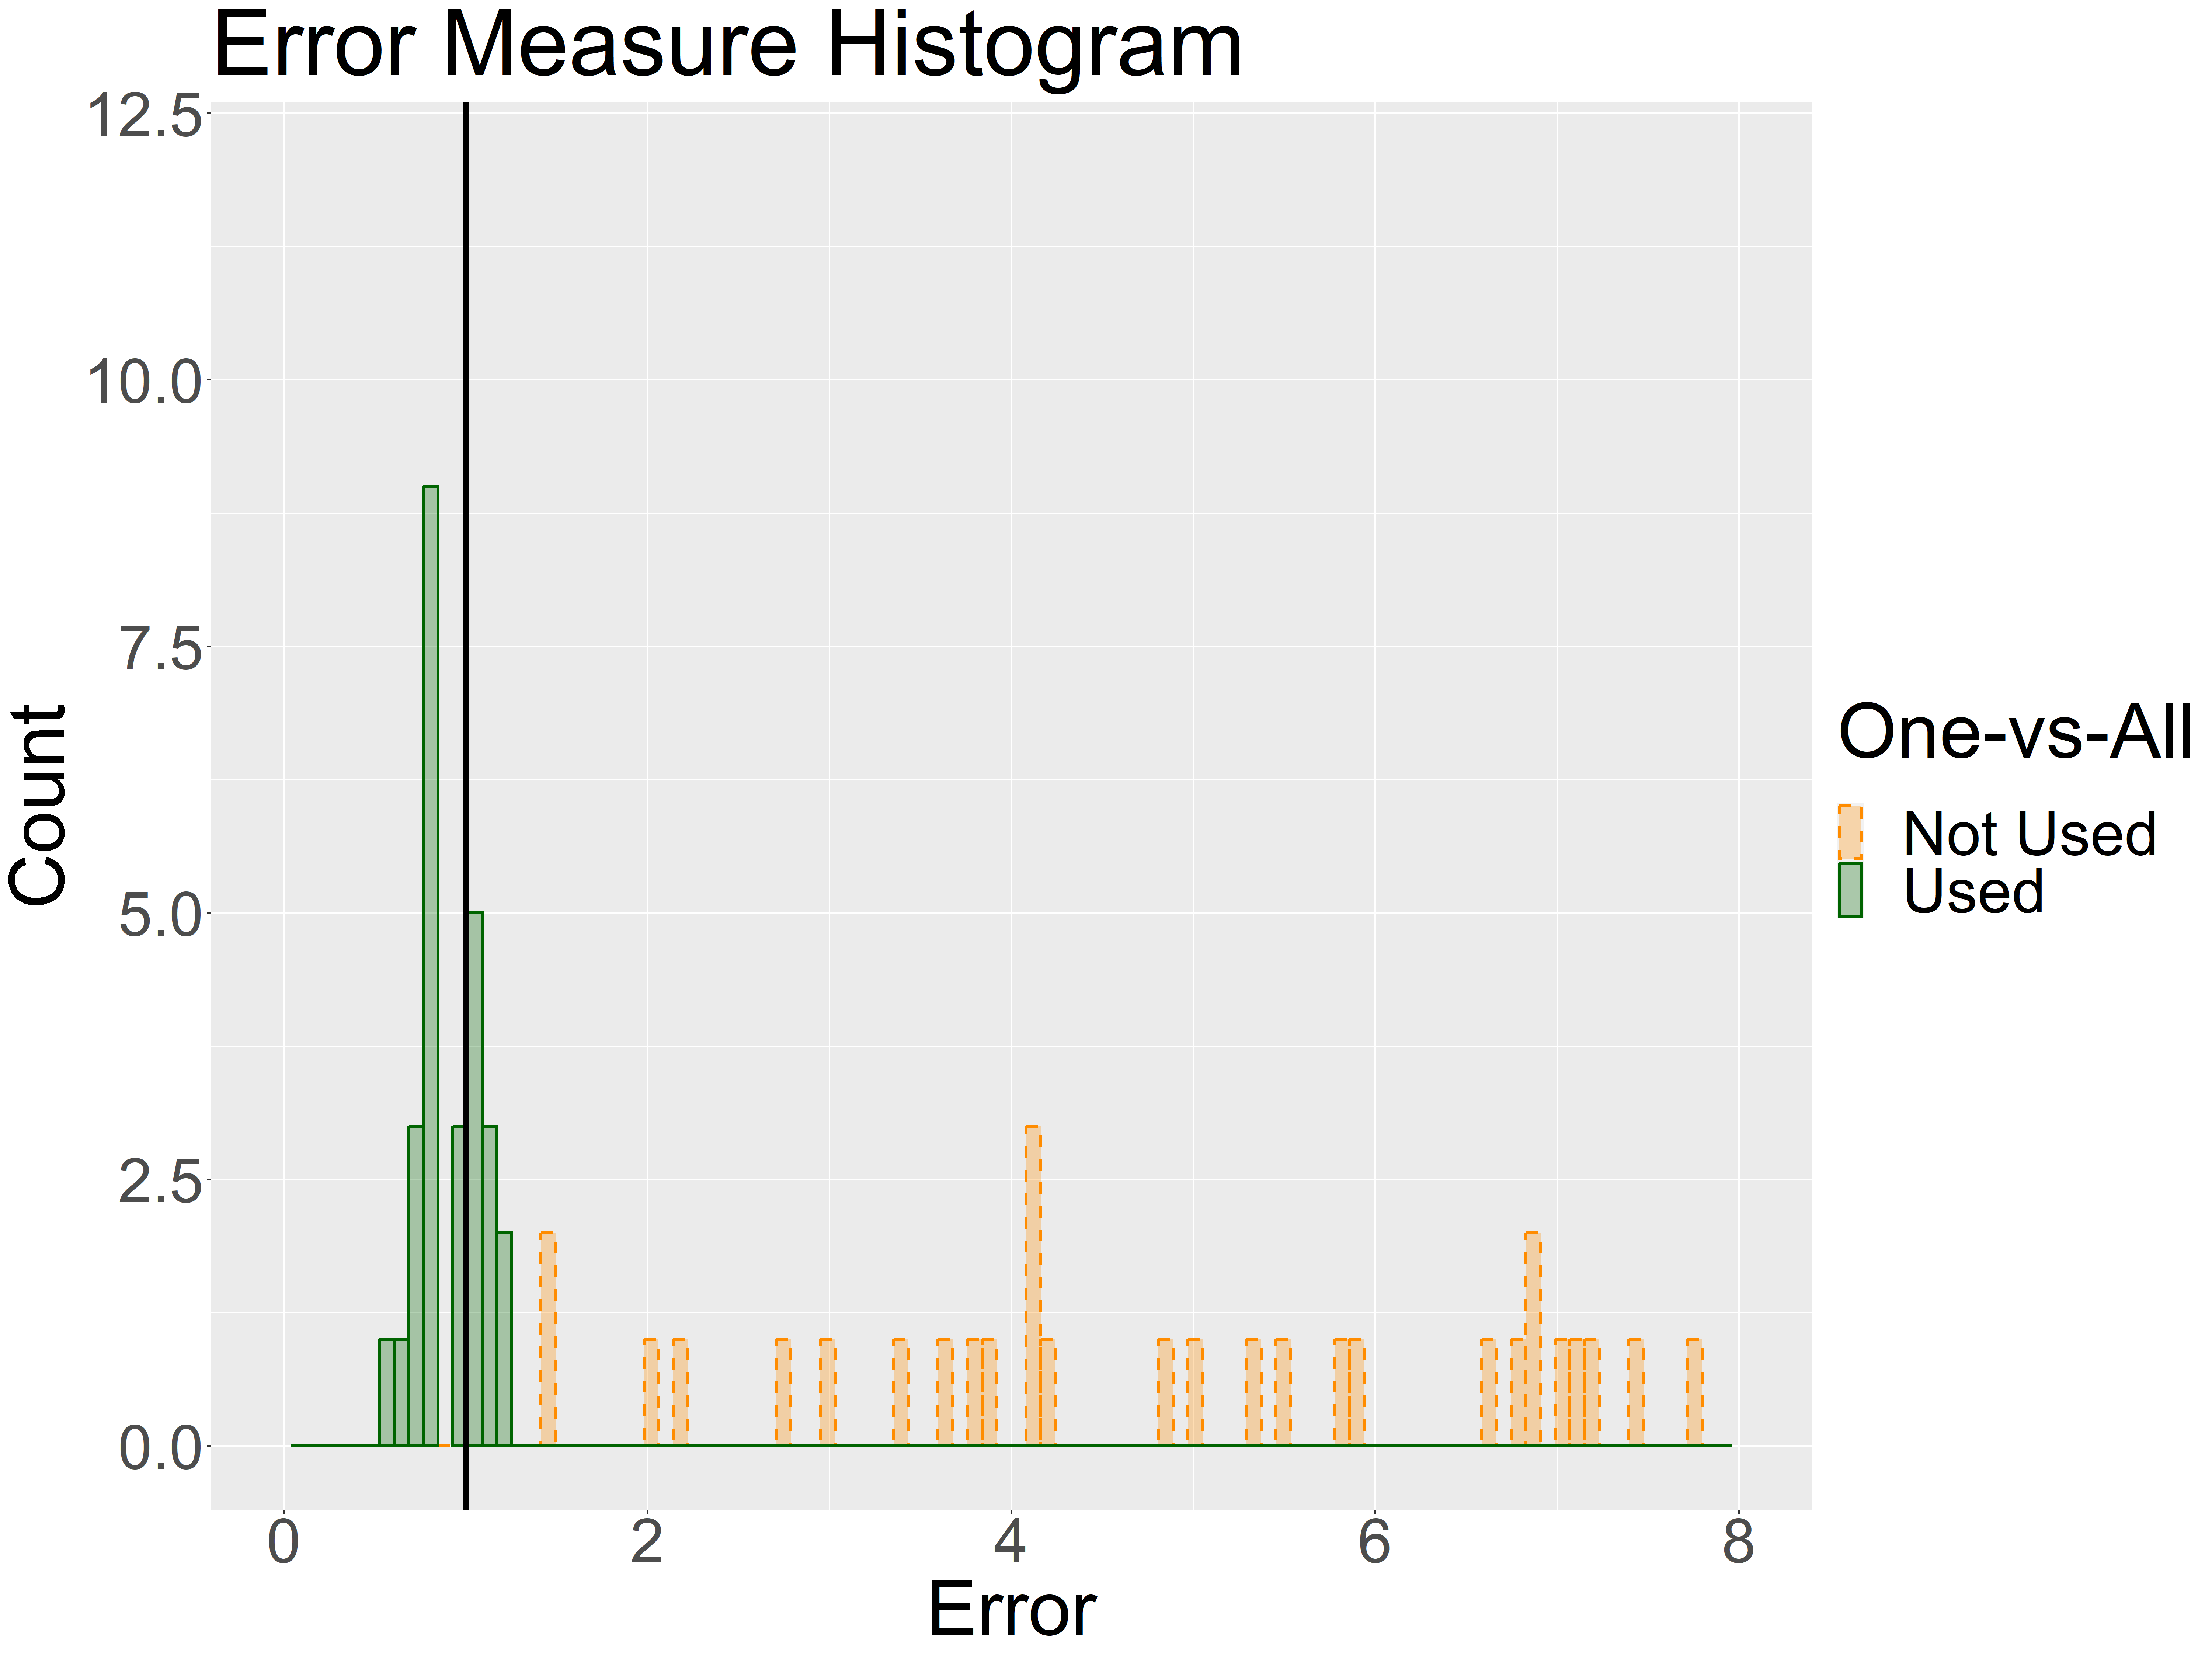 Error Measure Histogram
12.5
10.0
7.5
5.0
2.5
0.0
Count
0 2 4 6 8
Error
One-vs-All
Not Used
Used